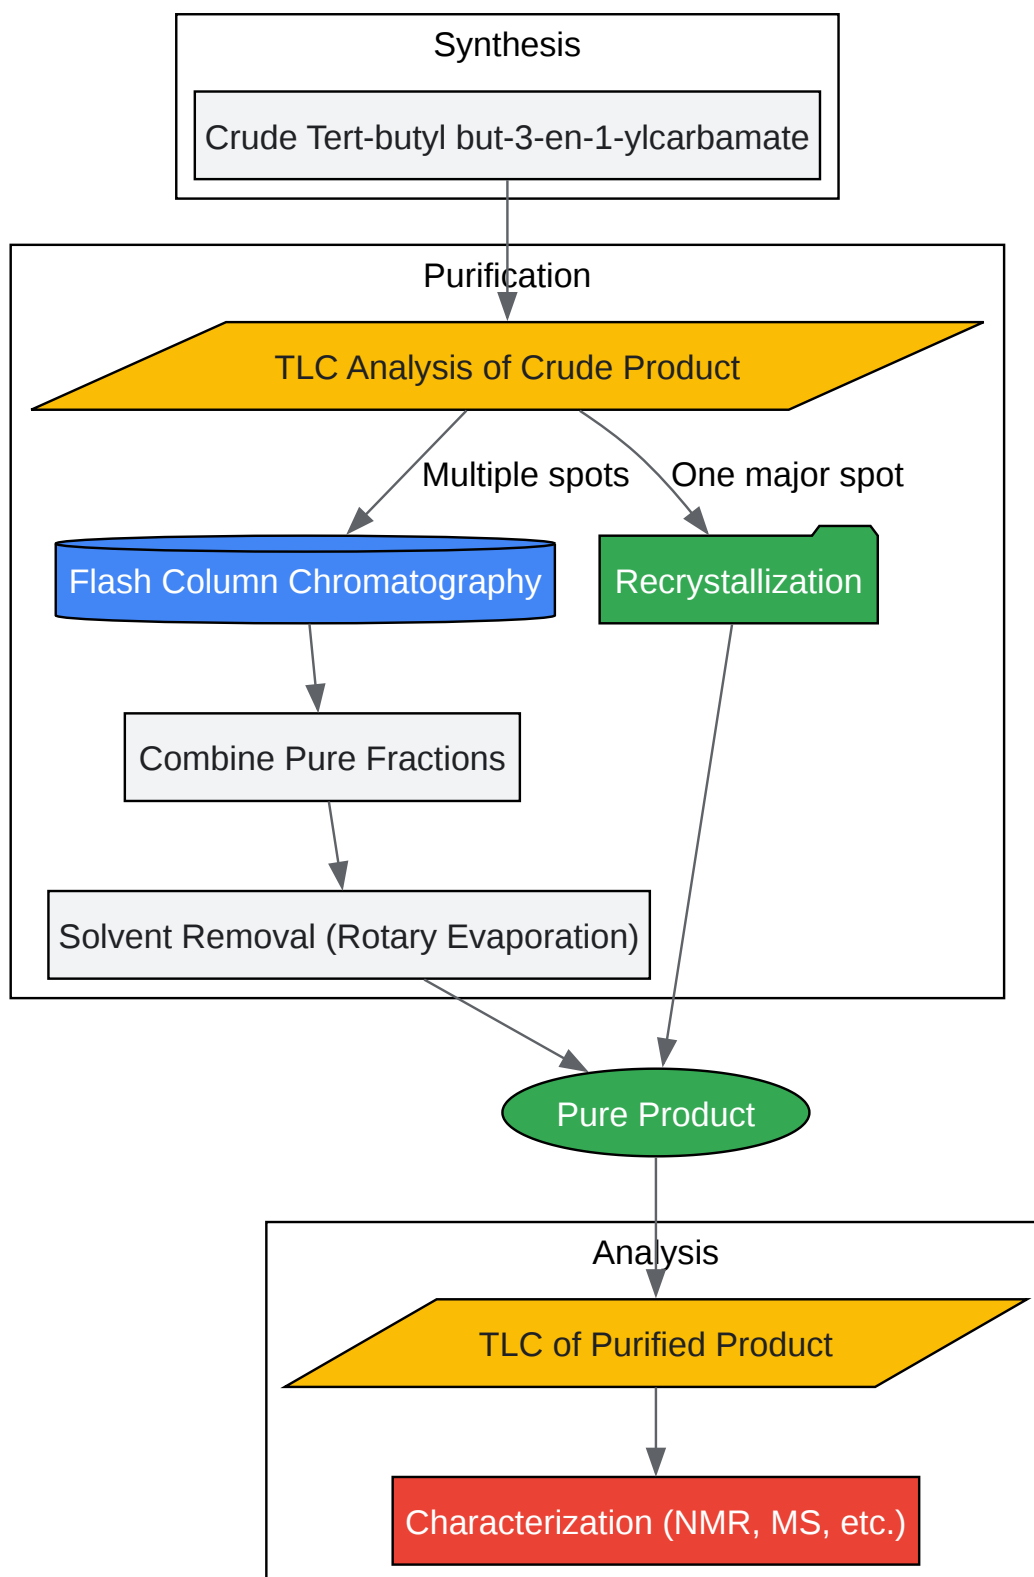 Synthesis
Crude Tert-butyl but-3-en-1-ylcarbamate
Purification
TLC Analysis of Crude Product
Multiple spots
One major spot
Flash Column Chromatography
Recrystallization
Combine Pure Fractions
Solvent Removal (Rotary Evaporation)
Pure Product
Analysis
TLC of Purified Product
Characterization (NMR, MS, etc.)